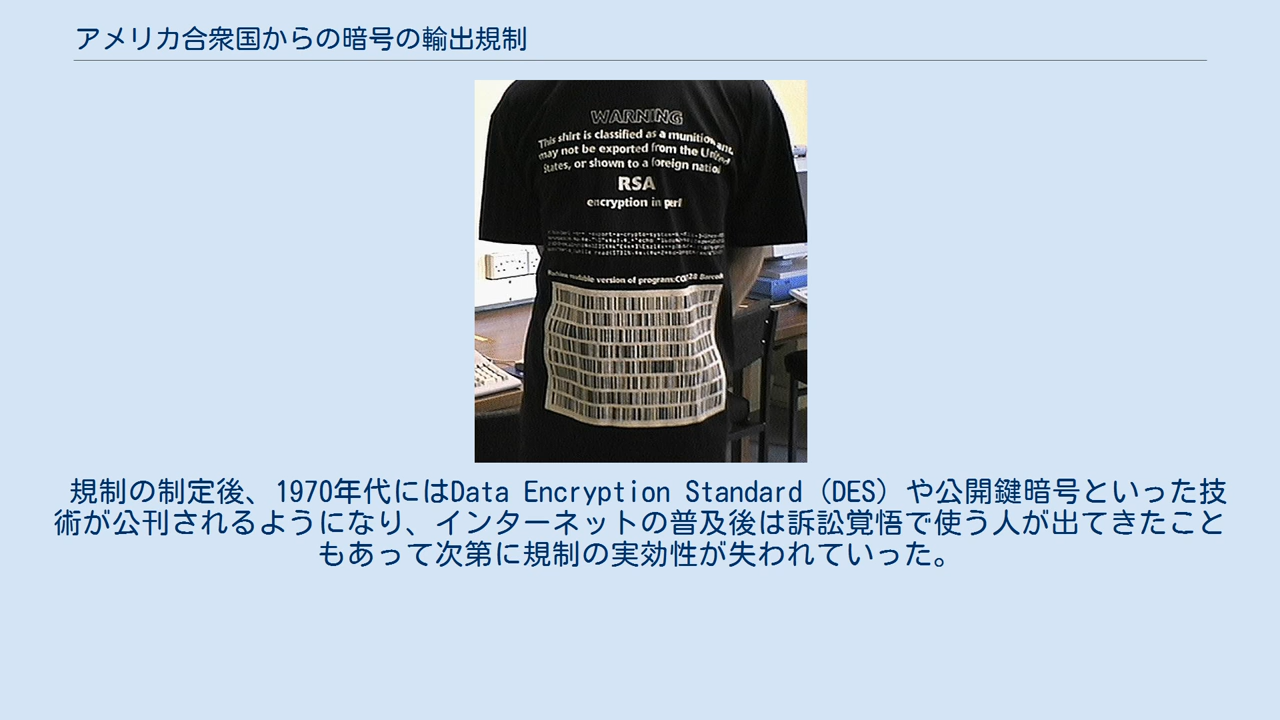 アメリカ合衆国からの暗号の輸出規制
WARNING
This shirt is classified as a munition and
may not be exported from the United
States, or shown to a foreign nation
RSA
encryption in perl
Machine readable version of program:CODE128 Barcode
規制の制定後、1970年代にはData Encryption Standard（DES）や公開鍵暗号といった技
術が公刊されるようになり、インターネットの普及後は訴訟覚悟で使う人が出てきたこと
もあって次第に規制の実効性が失われていった。